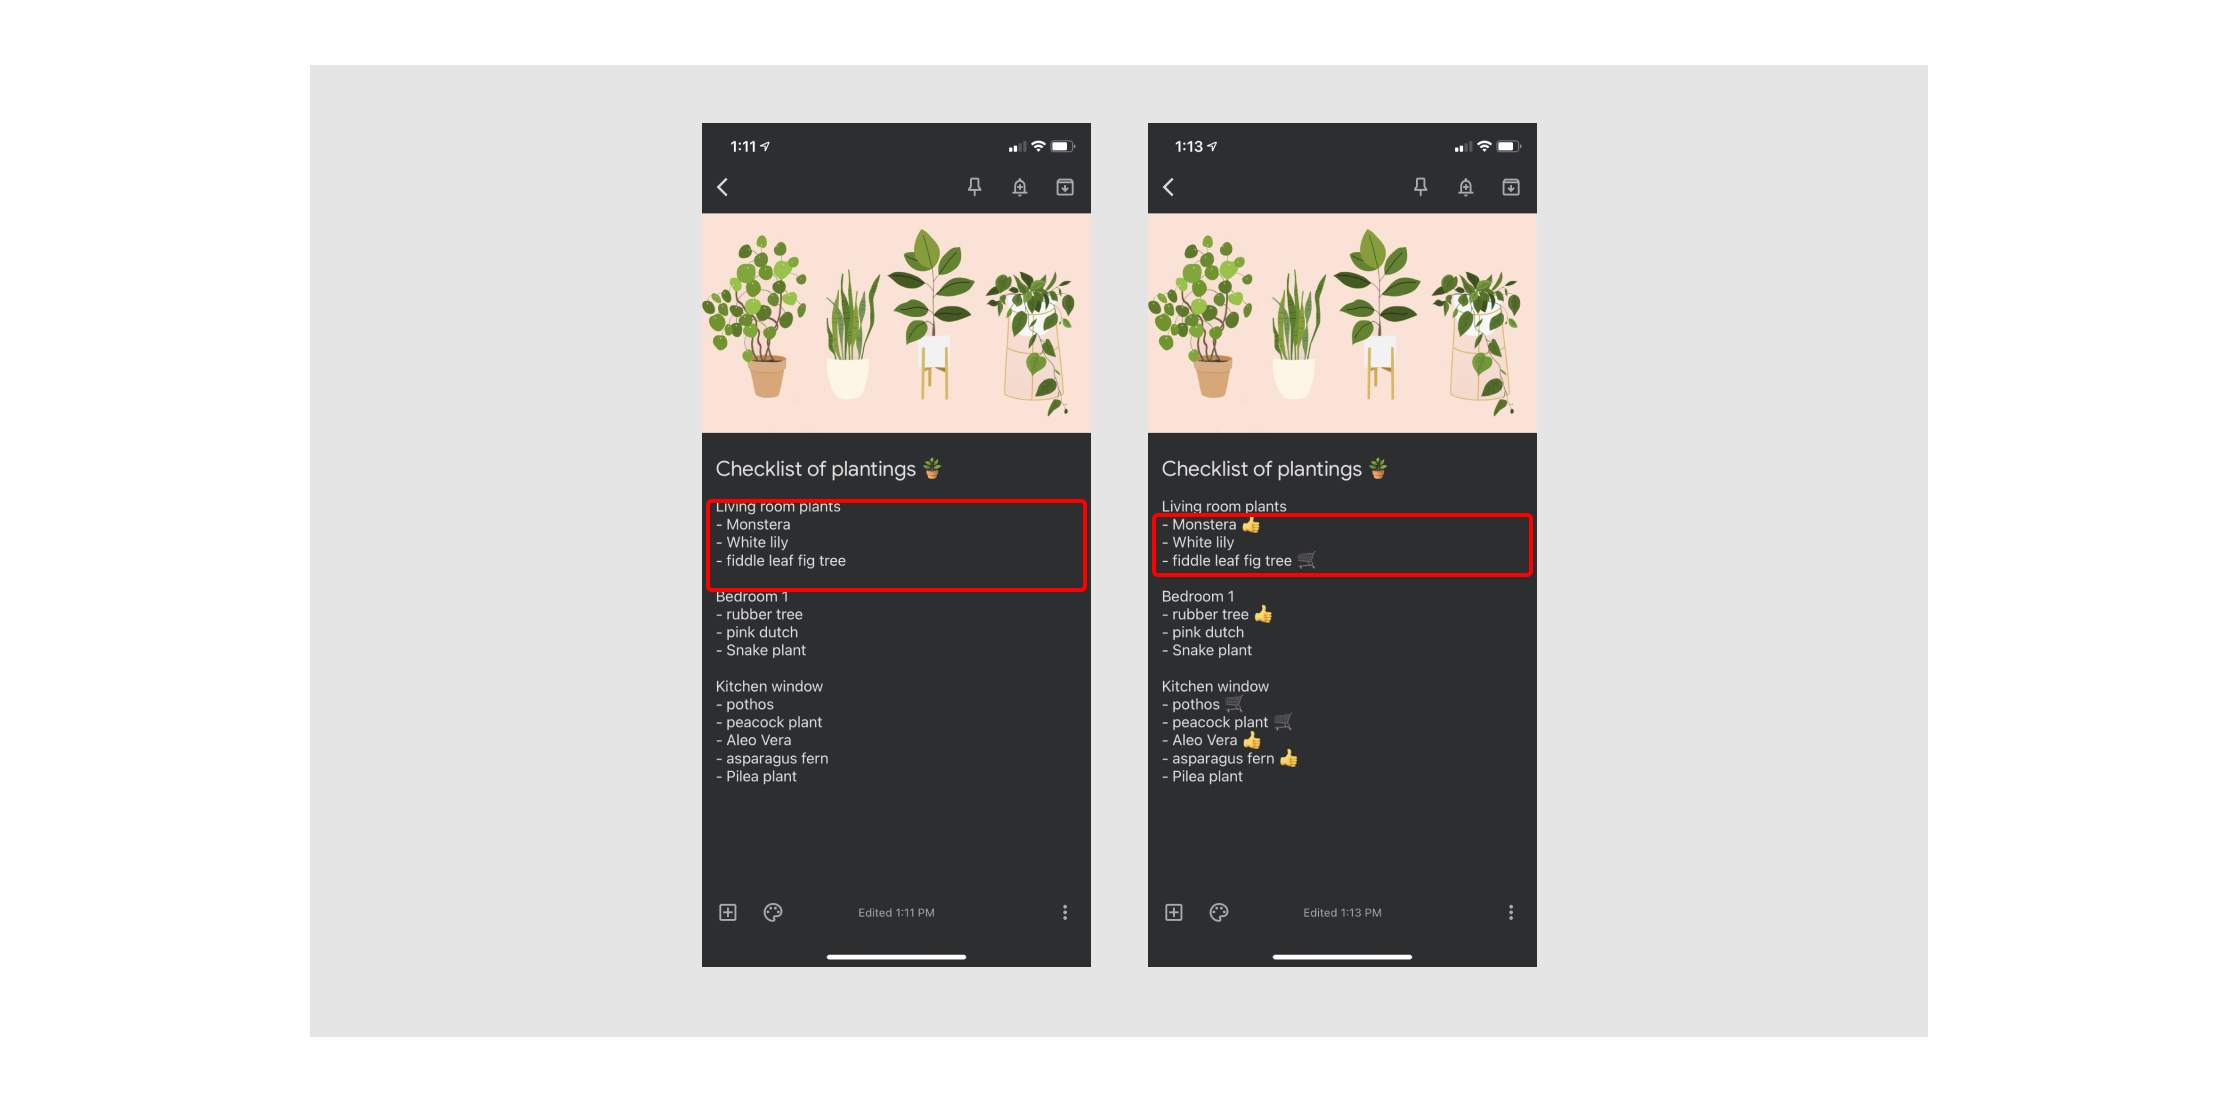 1:11
Checklist of plantings 🪴
Living room plants
- Monstera
- White lily
- fiddle leaf fig tree
Bedroom 1
- rubber tree
- pink dutch
- Snake plant
Kitchen window
- pothos
- peacock plant
- Aleo Vera
- asparagus fern
- Pilea plant
Edited 1:11 PM
1:13
Checklist of plantings 🪴
Living room plants
- Monstera 👍
- White lily
- fiddle leaf fig tree 🛒
Bedroom 1
- rubber tree 👍
- pink dutch
- Snake plant
Kitchen window
- pothos 🛒
- peacock plant 🛒
- Aleo Vera 👍
- asparagus fern 👍
- Pilea plant
Edited 1:13 PM